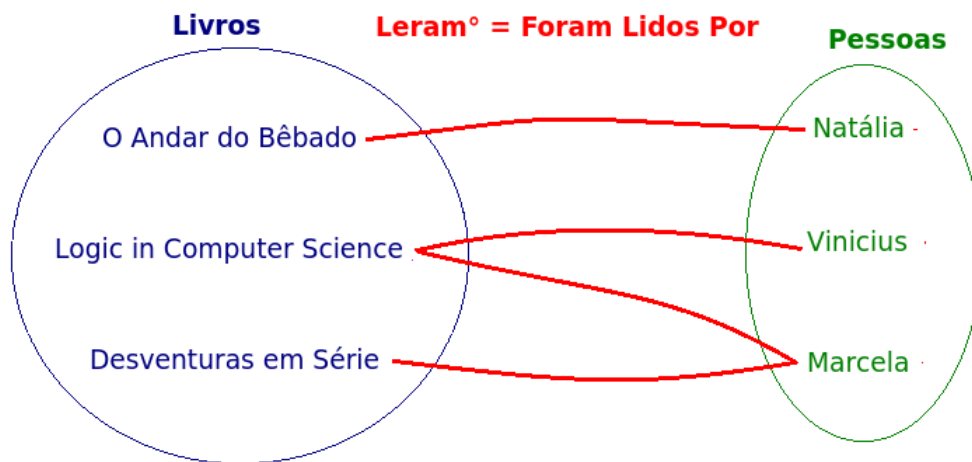 Livros
Leram° = Foram Lidos Por
Pessoas
O Andar do Bêbado
Natália
Logic in Computer Science
Vinicius
Desventuras em Série
Marcela